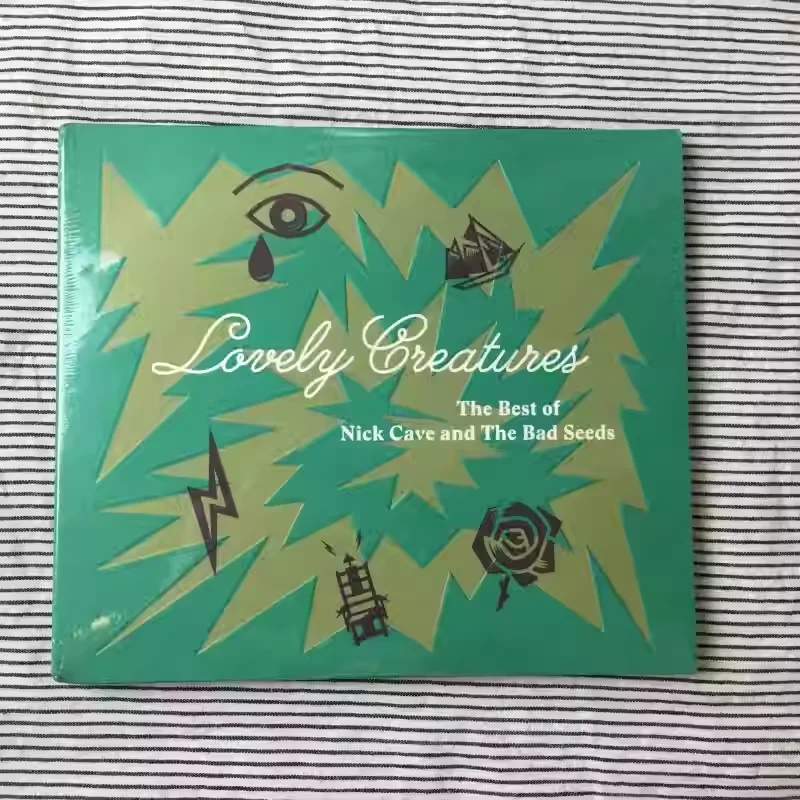 Lovely Creatures
The Best of
Nick Cave and The Bad Seeds